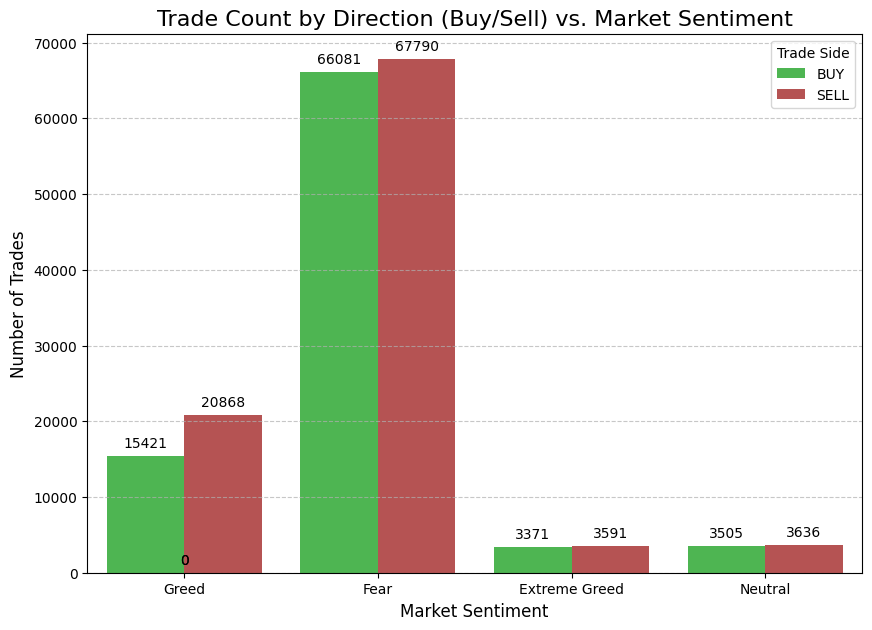 Trade Count by Direction (Buy/Sell) vs. Market Sentiment
Trade Side
BUY
SELL
Number of Trades
70000
60000
50000
40000
30000
20000
10000
0
15421
20868
0
66081
67790
3371
3591
3505
3636
Greed
Fear
Extreme Greed
Neutral
Market Sentiment